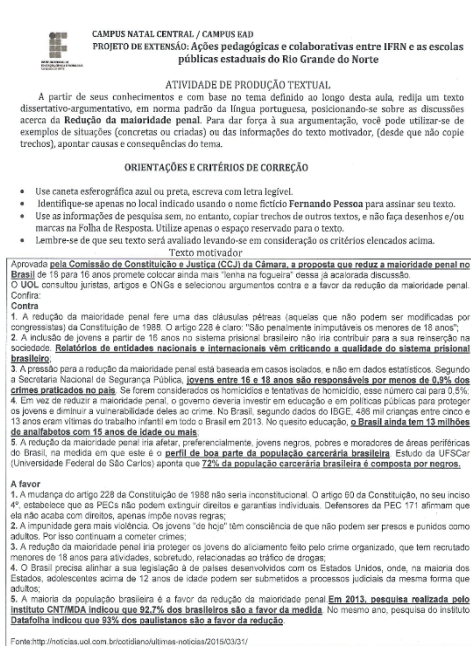 CAMPUS NATAL CENTRAL / CAMPUS EAD
PROJETO DE EXTENSÃO: Ações pedagógicas e colaborativas entre IFRN e as escolas
públicas estaduais do Rio Grande do Norte
ATIVIDADE DE PRODUÇÃO TEXTUAL
A partir de seus conhecimentos e com base no tema definido ao longo desta aula, redija um texto
dissertativo-argumentativo, em norma padrão da língua portuguesa, posicionando-se sobre as discussões
acerca da Redução da maioridade penal. Para dar força à sua argumentação, você pode utilizar-se de
exemplos de situações (concretas ou criadas) ou das informações do texto motivador, (desde que não copie
trechos), apontar causas e consequências do tema.
ORIENTAÇÕES E CRITÉRIOS DE CORREÇÃO
• Use caneta esferográfica azul ou preta, escreva com letra legível.
• Identifique-se apenas no local indicado usando o nome fictício Fernando Pessoa para assinar seu texto.
• Use as informações de pesquisa sem, no entanto, copiar trechos de outros textos, e não faça desenhos e/ou
marcas na Folha de Resposta. Utilize apenas o espaço reservado para o texto.
• Lembre-se de que seu texto será avaliado levando-se em consideração os critérios elencados acima.
Texto motivador
Aprovada pela Comissão de Constituição e Justiça (CCJ) da Câmara, a proposta que reduz a maioridade penal no
Brasil de 18 para 16 anos promete colocar ainda mais "lenha na fogueira" dessa já acalorada discussão.
O UOL consultou juristas, artigos e ONGs e selecionou argumentos contra e a favor da redução da maioridade penal.
Confira:
Contra
1. A redução da maioridade penal fere uma das cláusulas pétreas (aquelas que não podem ser modificadas por
congressistas) da Constituição de 1988. O artigo 228 é claro: "São penalmente inimputáveis os menores de 18 anos";
2. A inclusão de jovens a partir de 16 anos no sistema prisional brasileiro não iria contribuir para a sua reinserção na
sociedade. Relatórios de entidades nacionais e internacionais vêm criticando a qualidade do sistema prisional
brasileiro;
3. A pressão para a redução da maioridade penal está baseada em casos isolados, e não em dados estatísticos. Segundo
a Secretaria Nacional de Segurança Pública, jovens entre 16 e 18 anos são responsáveis por menos de 0,9% dos
crimes praticados no país. Se forem considerados os homicídios e tentativas de homicídio, esse número cai para 0,5%;
4. Em vez de reduzir a maioridade penal, o governo deveria investir em educação e em políticas públicas para proteger
os jovens e diminuir a vulnerabilidade deles ao crime. No Brasil, segundo dados do IBGE, 486 mil crianças entre cinco e
13 anos eram vítimas do trabalho infantil em todo o Brasil em 2013. No quesito educação, o Brasil ainda tem 13 milhões
de analfabetos com 15 anos de idade ou mais;
5. A redução da maioridade penal iria afetar, preferencialmente, jovens negros, pobres e moradores de áreas periféricas
do Brasil, na medida em que este é o perfil de boa parte da população carcerária brasileira. Estudo da UFSCar
(Universidade Federal de São Carlos) aponta que 72% da população carcerária brasileira é composta por negros.
A favor
1. A mudança do artigo 228 da Constituição de 1988 não seria inconstitucional. O artigo 60 da Constituição, no seu inciso
4º, estabelece que as PECs não podem extinguir direitos e garantias individuais. Defensores da PEC 171 afirmam que
ela não acaba com direitos, apenas impõe novas regras;
2. A impunidade gera mais violência. Os jovens "de hoje" têm consciência de que não podem ser presos e punidos como
adultos. Por isso continuam a cometer crimes;
3. A redução da maioridade penal iria proteger os jovens do aliciamento feito pelo crime organizado, que tem recrutado
menores de 18 anos para atividades, sobretudo, relacionadas ao tráfico de drogas;
4. O Brasil precisa alinhar a sua legislação à de países desenvolvidos com os Estados Unidos, onde, na maioria dos
Estados, adolescentes acima de 12 anos de idade podem ser submetidos a processos judiciais da mesma forma que
adultos;
5. A maioria da população brasileira é a favor da redução da maioridade penal. Em 2013, pesquisa realizada pelo
instituto CNT/MDA indicou que 92,7% dos brasileiros são a favor da medida. No mesmo ano, pesquisa do instituto
Datafolha indicou que 93% dos paulistanos são a favor da redução.
Fonte:http://noticias.uol.com.br/cotidiano/ultimas-noticias/2015/03/31/